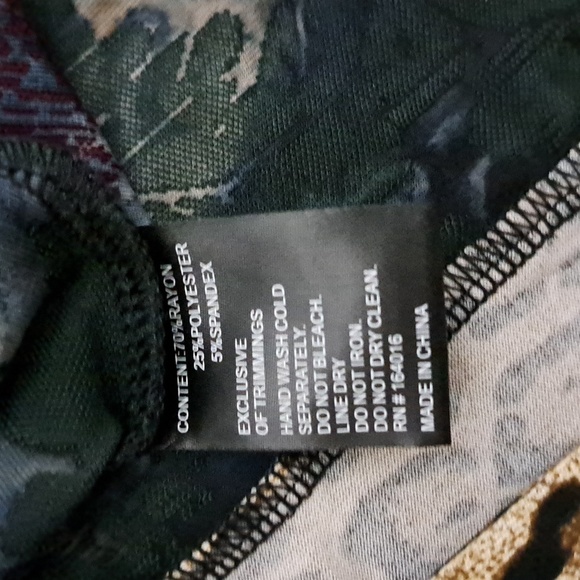 CONTENT:70%RAYON
25%POLYESTER
5%SPANDEX
EXCLUSIVE
OF TRIMMINGS
HAND WASH COLD
SEPARATELY.
DO NOT BLEACH.
LINE DRY
DO NOT IRON.
DO NOT DRY CLEAN.
RN # 164016
MADE IN CHINA